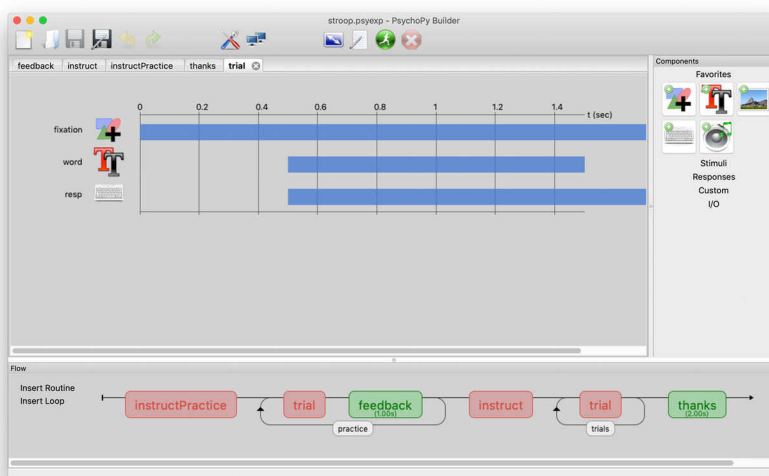 stroop.psyexp - PsychoPy Builder
feedback instruct instructPractice thanks trial
Components
Favorites
0 0.2 0.4 0.6 0.8 1 1.2 1.4
t (sec)
fixation
word
resp
Stimuli
Responses
Custom
I/O
Flow
Insert Routine
Insert Loop
instructPractice trial feedback instruct trial thanks
(1.00s) (2.00s)
practice trials